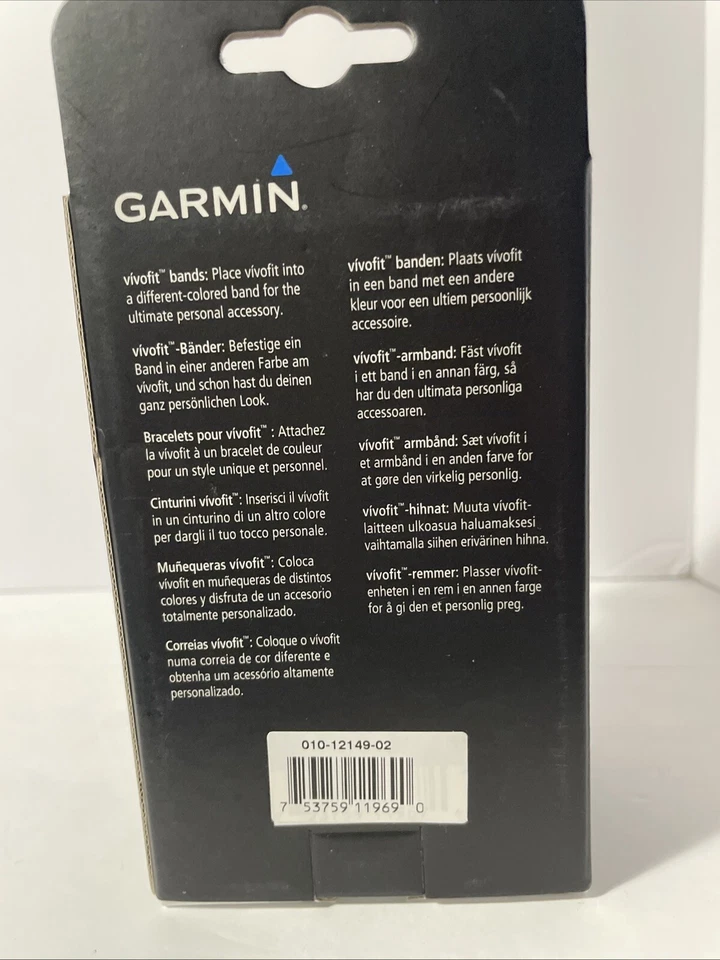 GARMIN®
vívofit™ bands: Place vívofit into
a different-colored band for the
ultimate personal accessory.
vívofit™-Bänder: Befestige ein
Band in einer anderen Farbe am
vívofit, und schon hast du deinen
ganz persönlichen Look.
Bracelets pour vívofit™ : Attachez
la vívofit à un bracelet de couleur
pour un style unique et personnel.
Cinturini vívofit™: Inserisci il vívofit
in un cinturino di un altro colore
per dargli il tuo tocco personale.
Muñequeras vívofit™: Coloca
vívofit en muñequeras de distintos
colores y disfruta de un accesorio
totalmente personalizado.
Correias vívofit™: Coloque o vívofit
numa correia de cor diferente e
obtenha um acessório altamente
personalizado.
vívofit™ banden: Plaats vívofit
in een band met een andere
kleur voor een ultiem persoonlijk
accessoire.
vívofit™-armband: Fäst vívofit
i ett band i en annan färg, så
har du den ultimata personliga
accessoaren.
vívofit™ armbånd: Sæt vívofit i
et armbånd i en anden farve for
at gøre den virkelig personlig.
vívofit™-hihnat: Muuta vívofit-
laitteen ulkoasua haluamaksesi
vaihtamalla siihen erivärinen hihna.
vívofit™-remmer: Plasser vívofit-
enheten i en rem i en annen farge
for å gi den et personlig preg.
010-12149-02
7 53759 11969 0